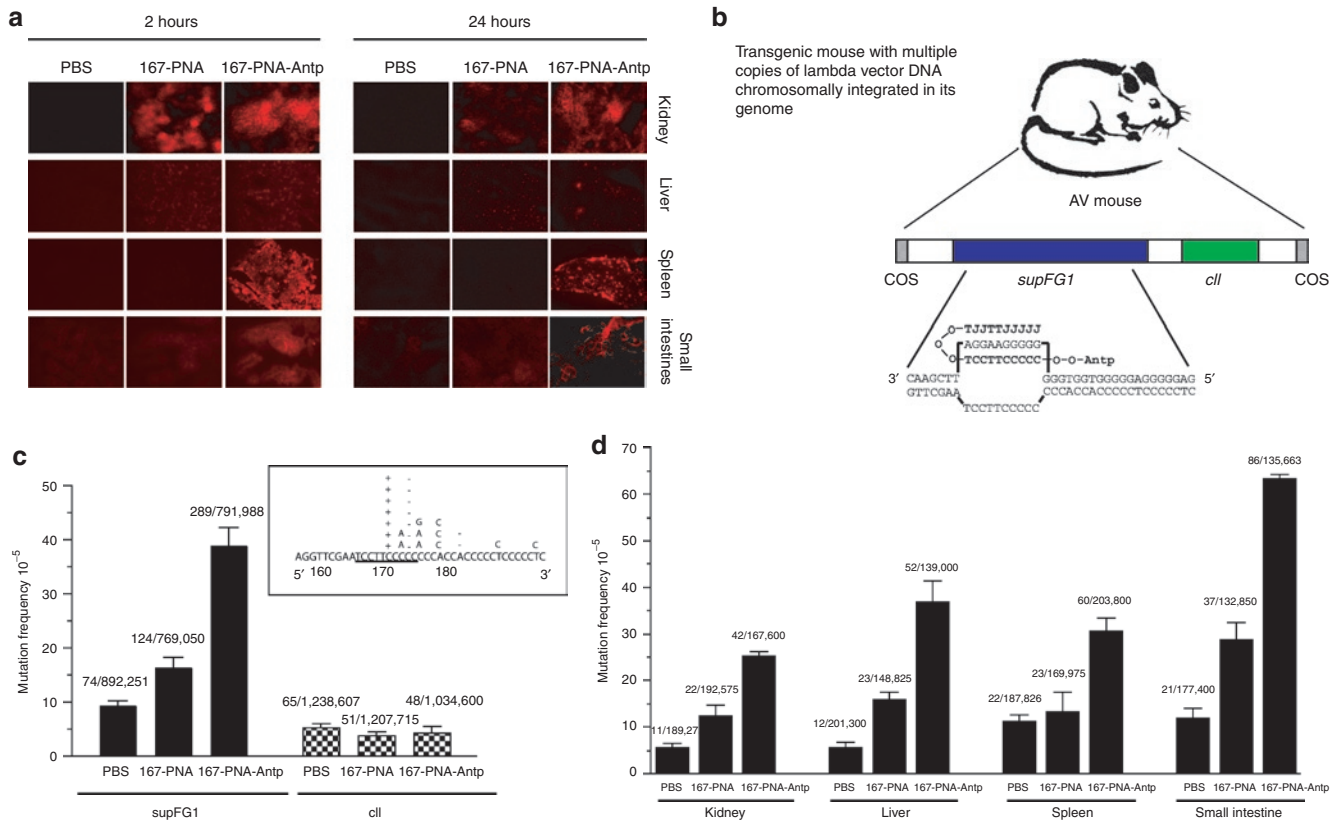 a
2 hours
24 hours
PBS 167-PNA 167-PNA-Antp PBS 167-PNA 167-PNA-Antp
Kidney
Liver
Spleen
Small intestines
b
Transgenic mouse with multiple
copies of lambda vector DNA
chromosomally integrated in its
genome
AV mouse
COS supFG1 cII COS
O-TJJTTJJJJJ
O AGGAAGGGGG
O TCCTTCCCCC-O-O-Antp
3' CAAGCTT GGGTGGTGGGGGAGGGGGAG 5'
GTTCGAA CCCACCACCCCCTCCCCCTC
TCCTTCCCCC
c
Mutation frequency 10⁻⁵
50
40
30
20
10
0
74/892,251
124/769,050
289/791,988
65/1,238,607
51/1,207,715
48/1,034,600
PBS 167-PNA 167-PNA-Antp PBS 167-PNA 167-PNA-Antp
supFG1 cII
+ -
+ -
+ -
+ -
+ - G C
+ A A C -
+ A A C - C C
AGGTTCGAATCCTTCCCCCCCCACCACCCCCTCCCCCTC
5' 160 170 180 3'
d
Mutation frequency 10⁻⁵
70
60
50
40
30
20
10
0
11/189,27
22/192,575
42/167,600
12/201,300
23/148,825
52/139,000
22/187,826
23/169,975
60/203,800
21/177,400
37/132,850
86/135,663
PBS 167-PNA 167-PNA-Antp PBS 167-PNA 167-PNA-Antp PBS 167-PNA 167-PNA-Antp PBS 167-PNA 167-PNA-Antp
Kidney Liver Spleen Small intestine